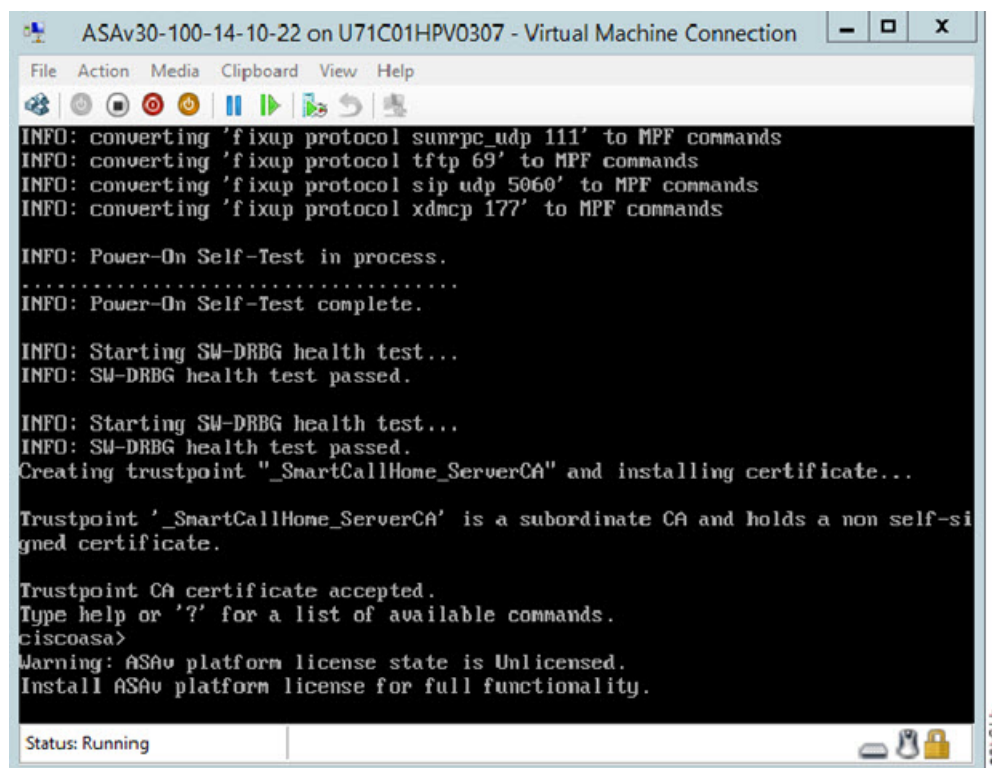 ASAv30-100-14-10-22 on U71C01HPV0307 - Virtual Machine Connection
File Action Media Clipboard View Help
INFO: converting 'fixup protocol sunrpc_udp 111' to MPF commands
INFO: converting 'fixup protocol tftp 69' to MPF commands
INFO: converting 'fixup protocol sip udp 5060' to MPF commands
INFO: converting 'fixup protocol xdmcp 177' to MPF commands
INFO: Power-On Self-Test in process.
.....................................
INFO: Power-On Self-Test complete.
INFO: Starting SW-DRBG health test...
INFO: SW-DRBG health test passed.
INFO: Starting SW-DRBG health test...
INFO: SW-DRBG health test passed.
Creating trustpoint "_SmartCallHome_ServerCA" and installing certificate...
Trustpoint '_SmartCallHome_ServerCA' is a subordinate CA and holds a non self-si
gned certificate.
Trustpoint CA certificate accepted.
Type help or '?' for a list of available commands.
ciscoasa>
Warning: ASAv platform license state is Unlicensed.
Install ASAv platform license for full functionality.
Status: Running